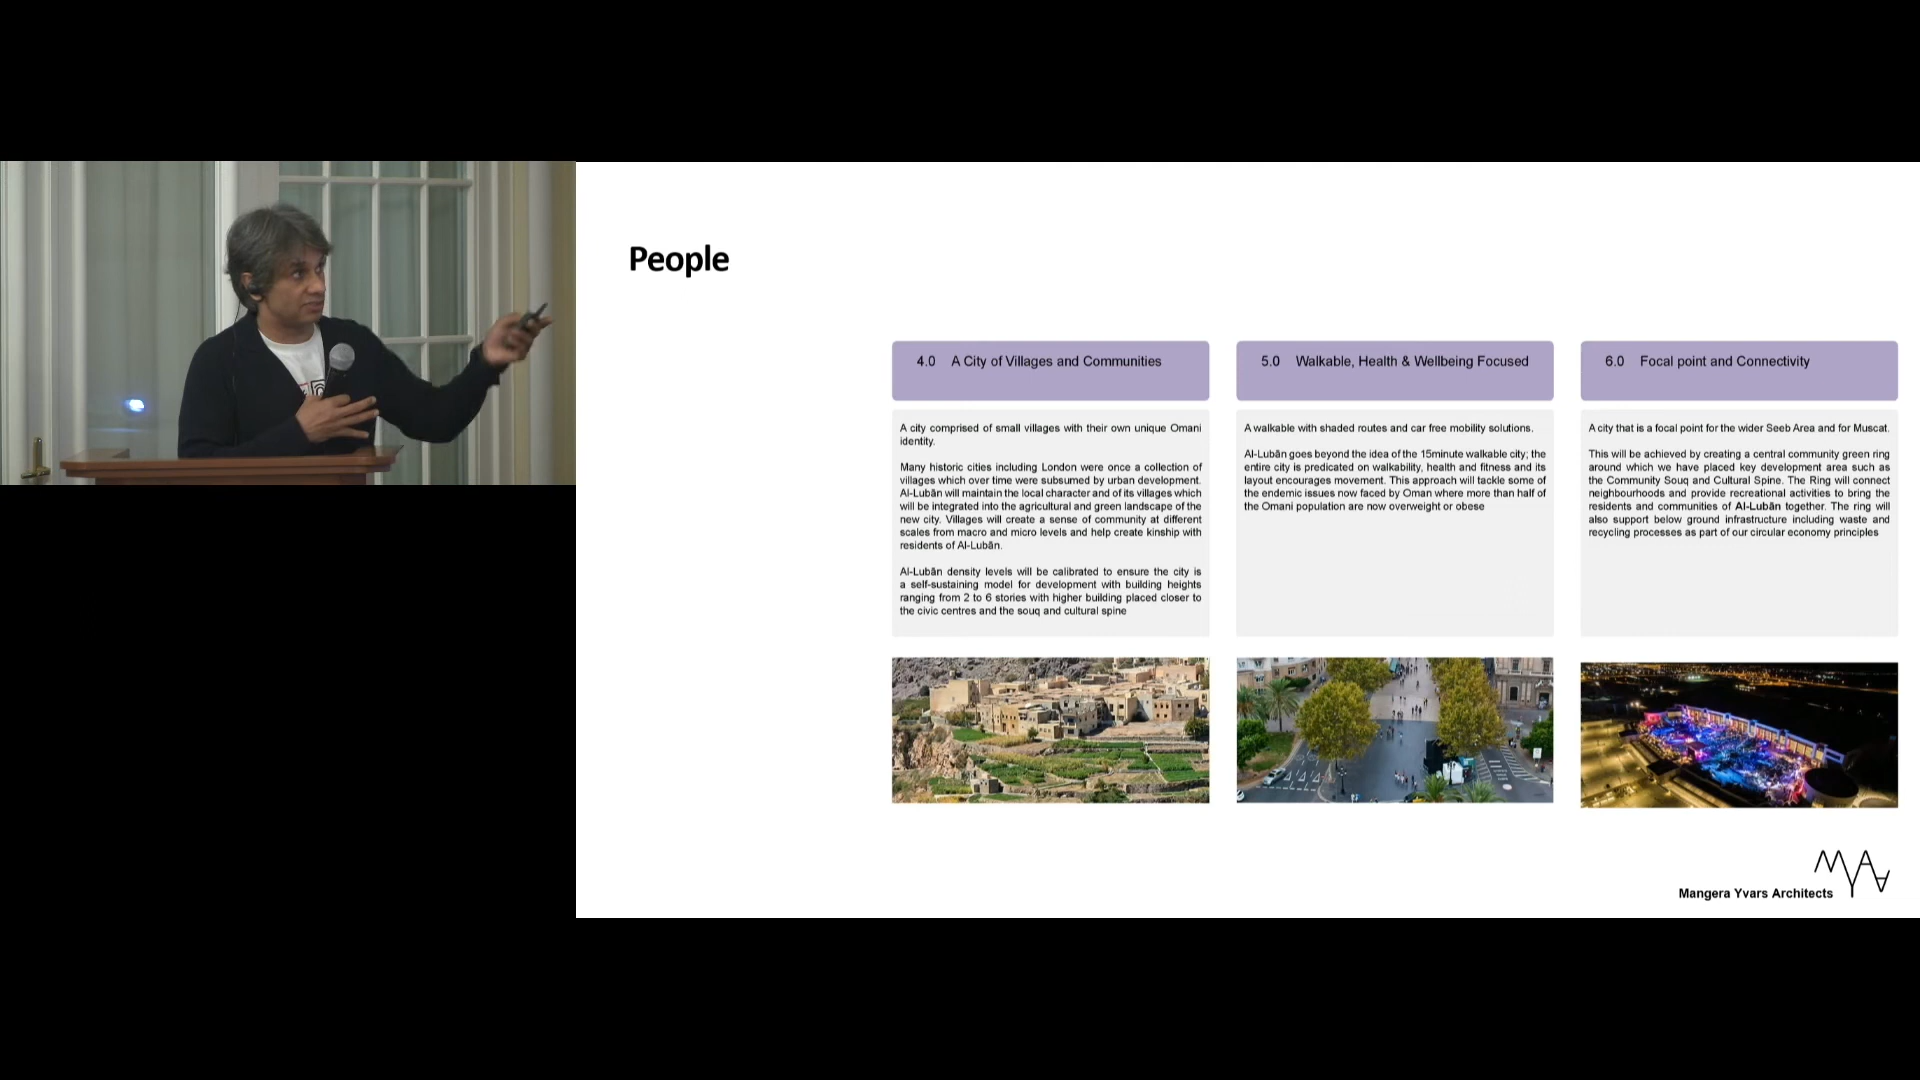 People
4.0 A City of Villages and Communities
A city comprised of small villages with their own unique Omani
identity.
Many historic cities including London were once a collection of
villages which over time were subsumed by urban development.
Al-Lubān will maintain the local character and of its villages which
will be integrated into the agricultural and green landscape of the
new city. Villages will create a sense of community at different
scales from macro and micro levels and help create kinship with
residents of Al-Lubān.
Al-Lubān density levels will be calibrated to ensure the city is
a self-sustaining model for development with building heights
ranging from 2 to 6 stories with higher building placed closer to
the civic centres and the souq and cultural spine
5.0 Walkable, Health & Wellbeing Focused
A walkable with shaded routes and car free mobility solutions.
Al-Lubān goes beyond the idea of the 15minute walkable city; the
entire city is predicated on walkability, health and fitness and its
layout encourages movement. This approach will tackle some of
the endemic issues now faced by Oman where more than half of
the Omani population are now overweight or obese
6.0 Focal point and Connectivity
A city that is a focal point for the wider Seeb Area and for Muscat.
This will be achieved by creating a central community green ring
around which we have placed key development area such as
the Community Souq and Cultural Spine. The Ring will connect
neighbourhoods and provide recreational activities to bring the
residents and communities of Al-Lubān together. The ring will
also support below ground infrastructure including waste and
recycling processes as part of our circular economy principles
Mangera Yvars Architects
MYA